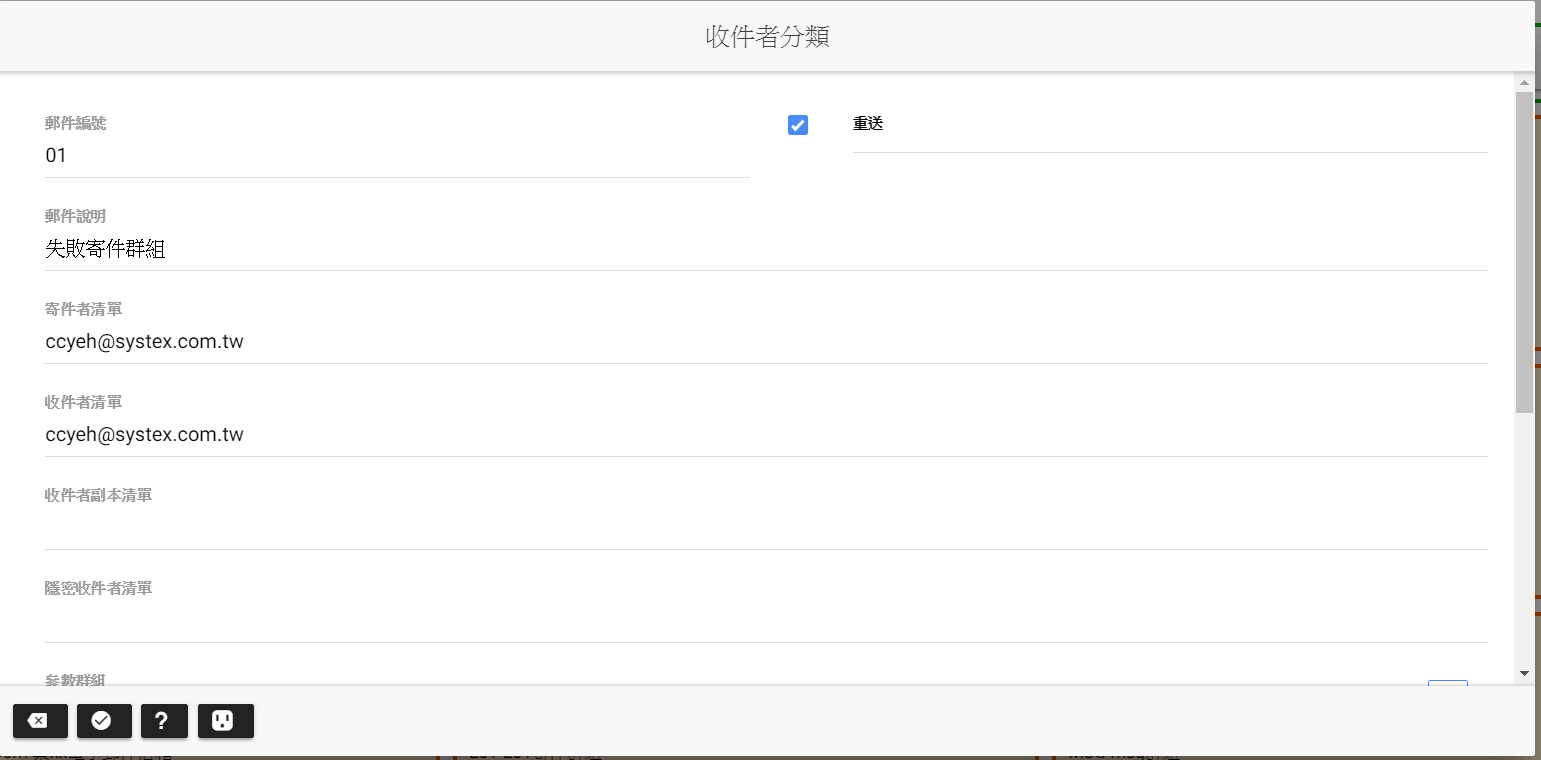 收件者分類
郵件編號
重送
01
郵件說明
失敗寄件群組
寄件者清單
ccyeh@systex.com.tw
收件者清單
ccyeh@systex.com.tw
收件者副本清單
隱密收件者清單
參數群組
?